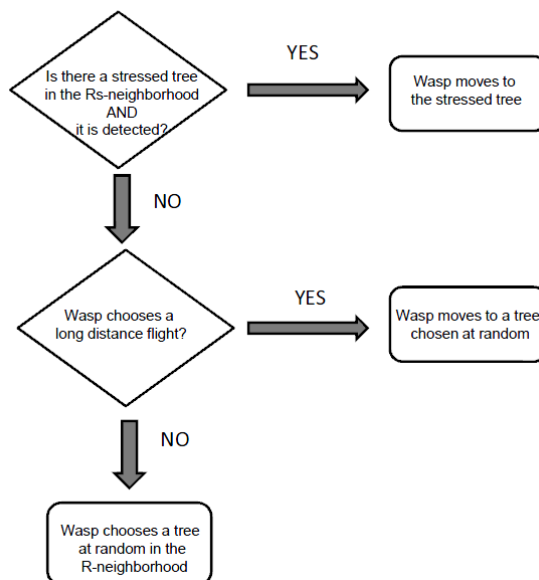 Is there a stressed tree
in the Rs-neighborhood
AND
it is detected?
YES
Wasp moves to
the stressed tree
NO
Wasp chooses a
long distance flight?
YES
Wasp moves to a tree
chosen at random
NO
Wasp chooses a tree
at random in the
R-neighborhood